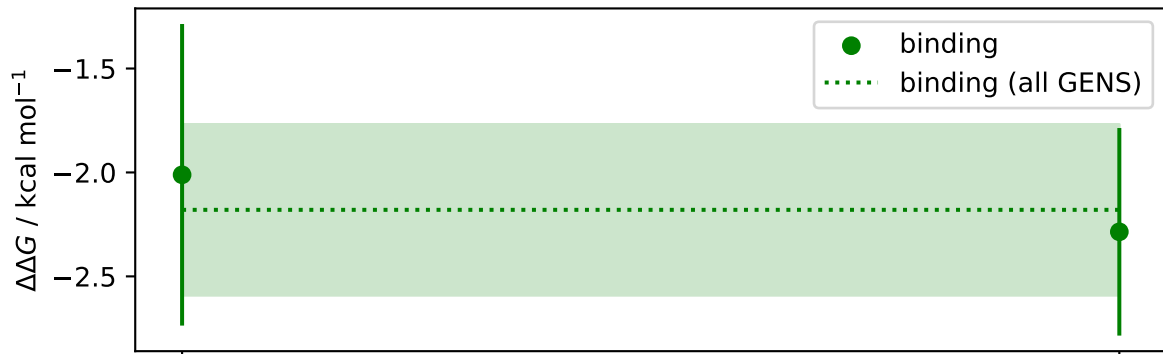 ΔΔG / kcal mol⁻¹
−1.5
−2.0
−2.5
binding
binding (all GENS)